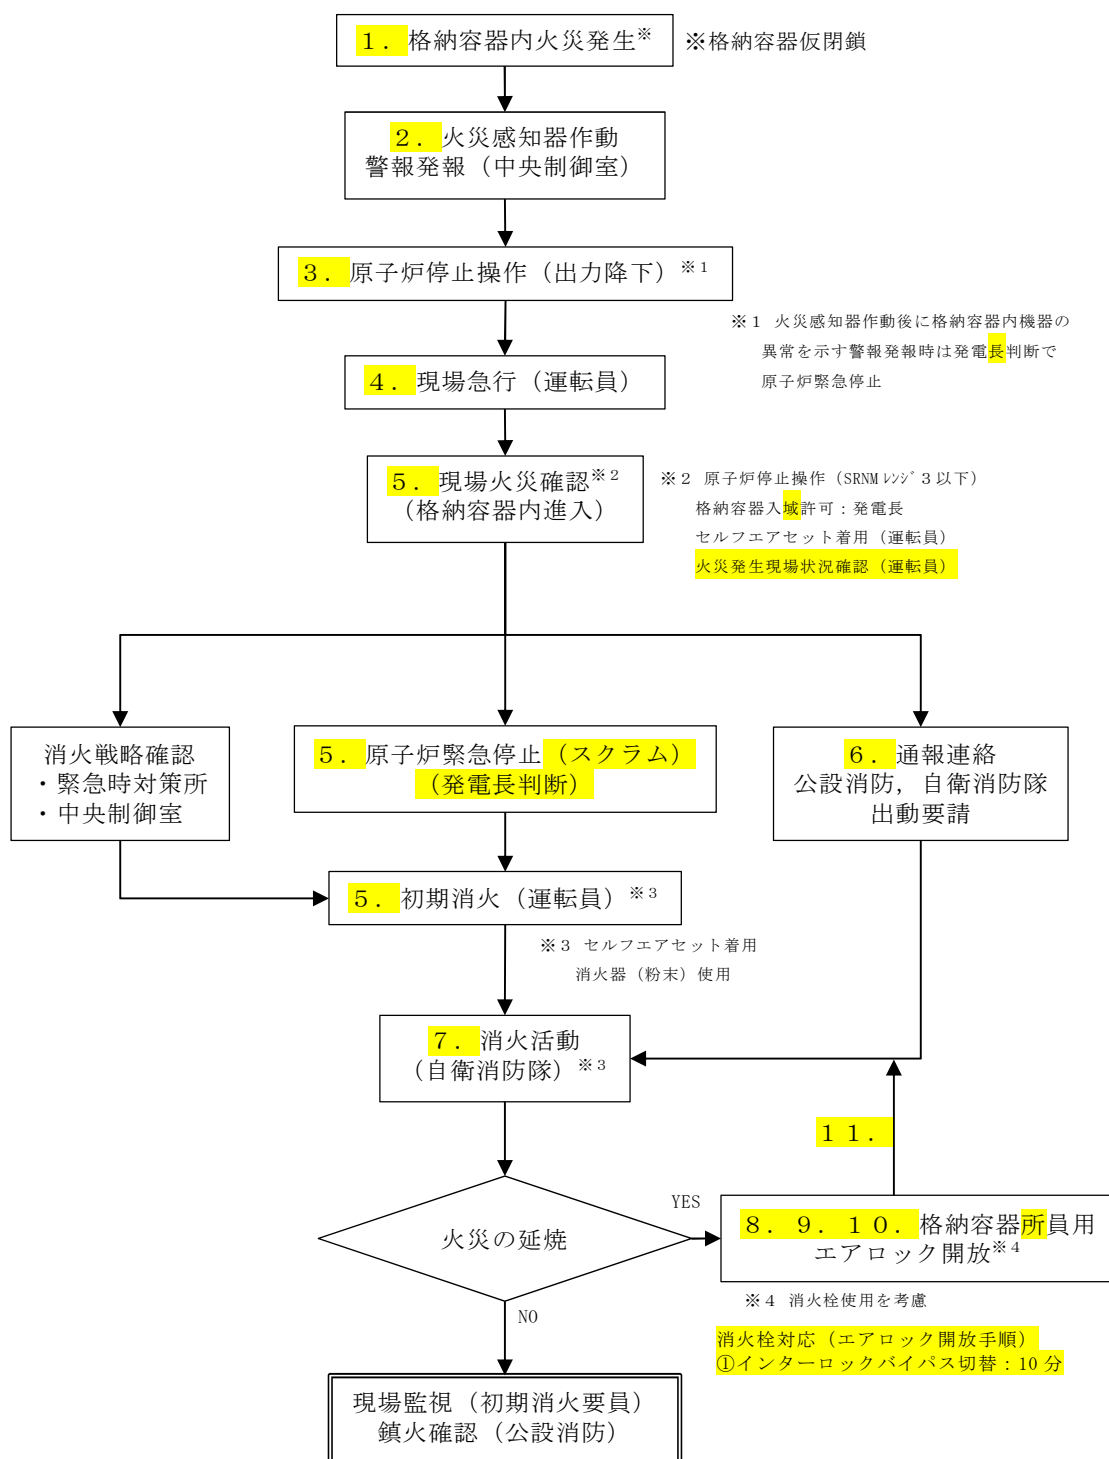 １．格納容器内火災発生※
※格納容器仮閉鎖
２．火災感知器作動
警報発報（中央制御室）
３．原子炉停止操作（出力降下）※1
※１ 火災感知器作動後に格納容器内機器の
異常を示す警報発報時は発電長判断で
原子炉緊急停止
４．現場急行（運転員）
５．現場火災確認※2
（格納容器内進入）
※２ 原子炉停止操作（SRNMﾚﾝｼﾞ３以下）
格納容器入域許可：発電長
セルフエアセット着用（運転員）
火災発生現場状況確認（運転員）
消火戦略確認
・緊急時対策所
・中央制御室
５．原子炉緊急停止（スクラム）
（発電長判断）
６．通報連絡
公設消防，自衛消防隊
出動要請
５．初期消火（運転員）※3
※３ セルフエアセット着用
消火器（粉末）使用
７．消火活動
（自衛消防隊）※3
１１．
火災の延焼
YES
８．９．１０．格納容器所員用
エアロック開放※4
※４ 消火栓使用を考慮
NO
消火栓対応（エアロック開放手順）
①インターロックバイパス切替：10分
現場監視（初期消火要員）
鎮火確認（公設消防）